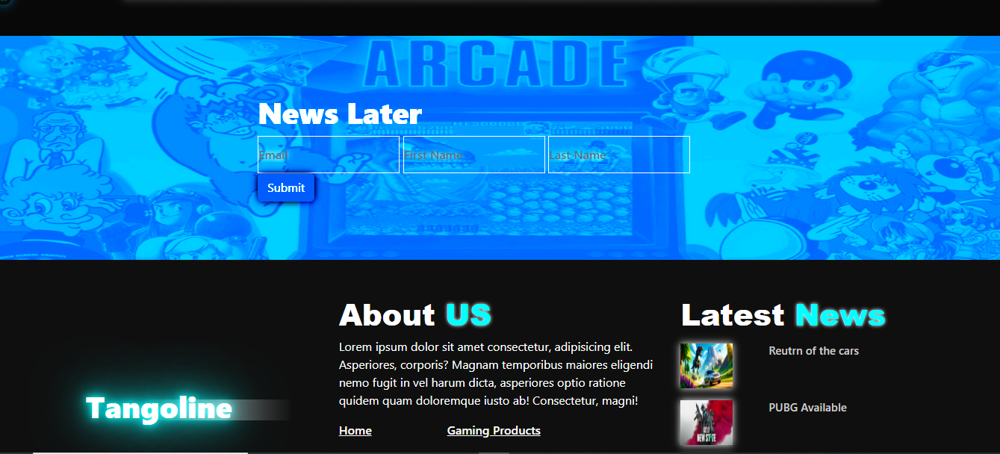 ARCADE
News Later
Email
First Name
Last Name
Submit
About US
Lorem ipsum dolor sit amet consectetur, adipisicing elit.
Asperiores, corporis? Magnam temporibus maiores eligendi
nemo fugit in vel harum dicta, asperiores optio ratione
quidem quam doloremque iusto ab! Consectetur, magni!
Home
Gaming Products
Latest News
Reutrn of the cars
PUBG Available
NEW STATE
Tangoline